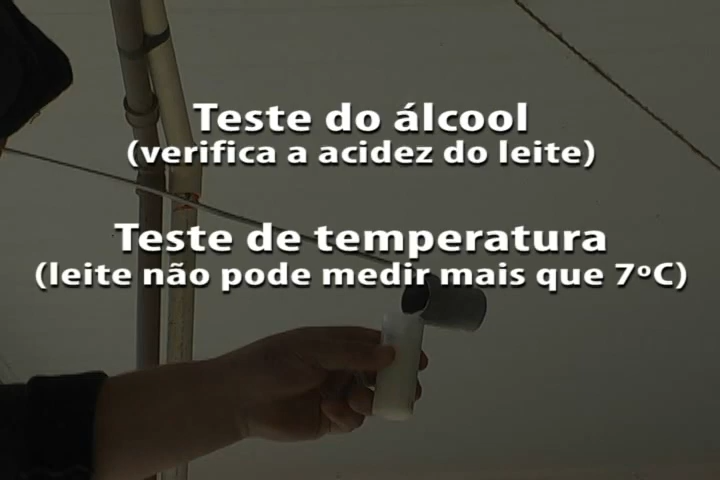 Teste do álcool
(verifica a acidez do leite)
Teste de temperatura
(leite não pode medir mais que 7ºC)